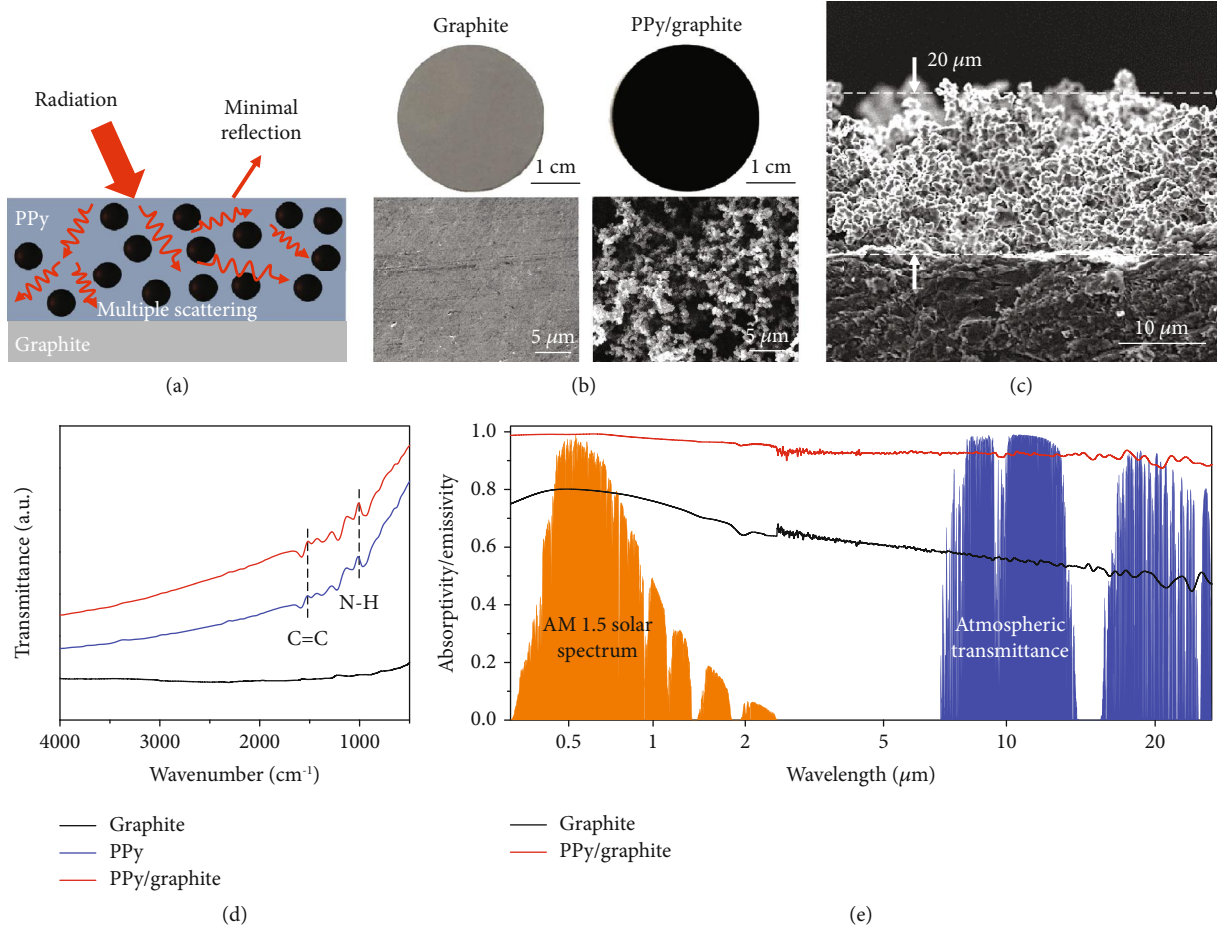 Radiation
Minimal
reflection
PPy
Multiple scattering
Graphite
(a)
Graphite
PPy/graphite
1 cm
1 cm
5 μm
5 μm
(b)
20 μm
10 μm
(c)
Transmittance (a.u.)
C=C
N-H
4000
3000
2000
1000
Wavenumber (cm⁻¹)
Graphite
PPy
PPy/graphite
(d)
Absorptivity/emissivity
1.0
0.8
0.6
0.4
0.2
0.0
AM 1.5 solar
spectrum
Atmospheric
transmittance
0.5
1
2
5
10
20
Wavelength (μm)
Graphite
PPy/graphite
(e)